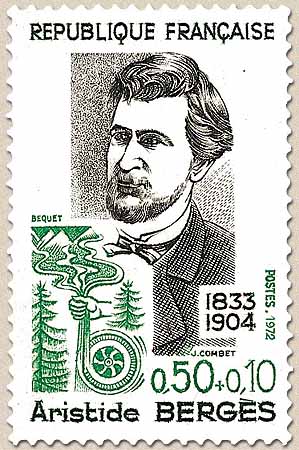 REPUBLIQUE FRANÇAISE
BEQUET
1833
1904
POSTES 1972
J. COMBET
0,50+0,10
Aristide BERGÈS